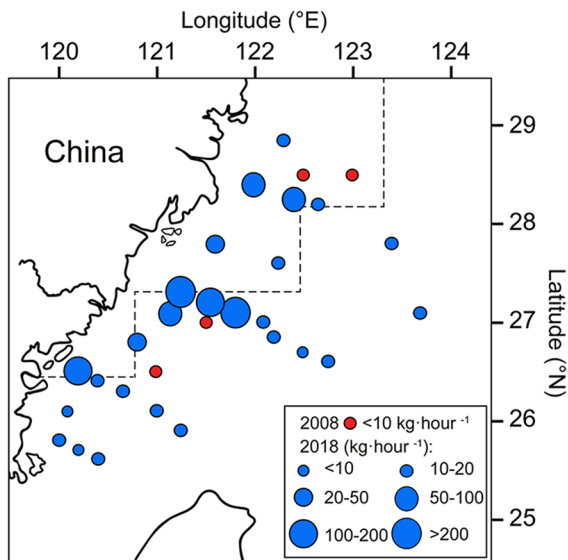 Longitude (°E)
120 121 122 123 124
China
29
28
27
26
25
Latitude (°N)
2008 <10 kg·hour ⁻¹
2018 (kg·hour ⁻¹):
<10 10-20
20-50 50-100
100-200 >200